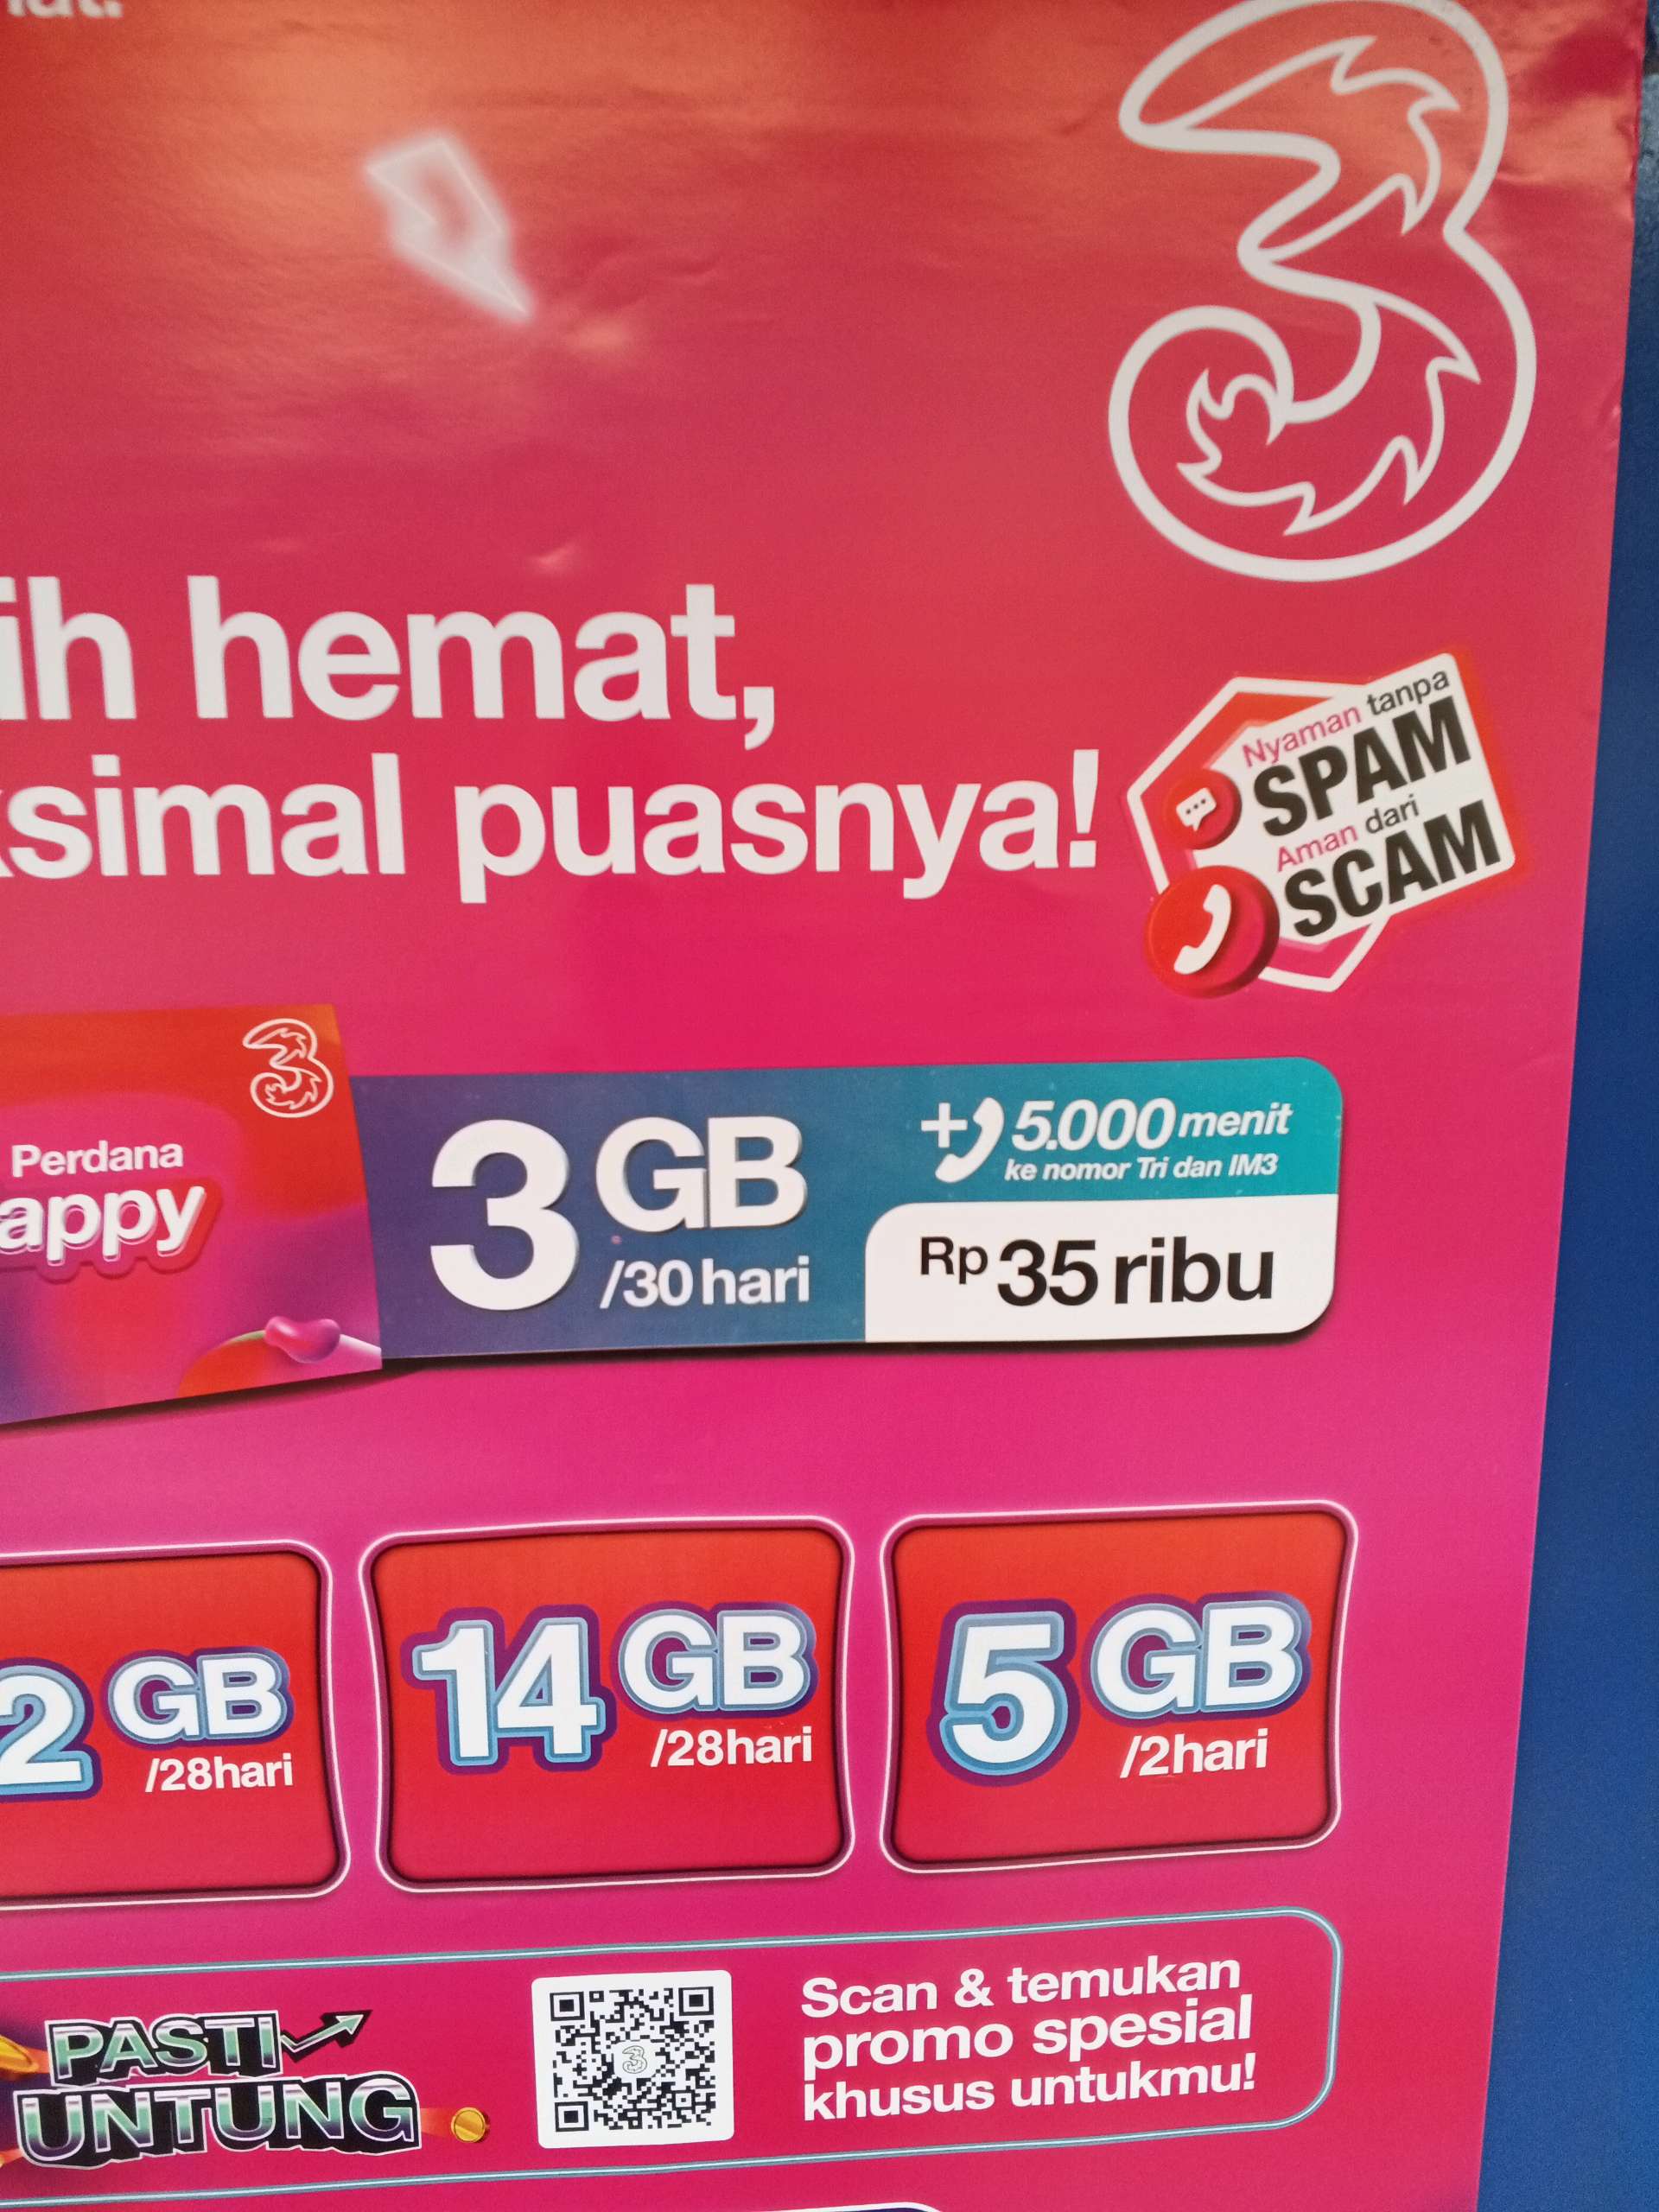 hemat,
puasnya!
Nyaman tanpa
SPAM
Aman dari
SCAM
3
Perdana
appy
3 GB
/30 hari
+ 5.000 menit
ke nomor Tri dan IM3
Rp 35 ribu
2 GB
/28hari
14 GB
/28hari
5 GB
/2hari
PASTI
UNTUNG
3
Scan & temukan
promo spesial
khusus untukmu!